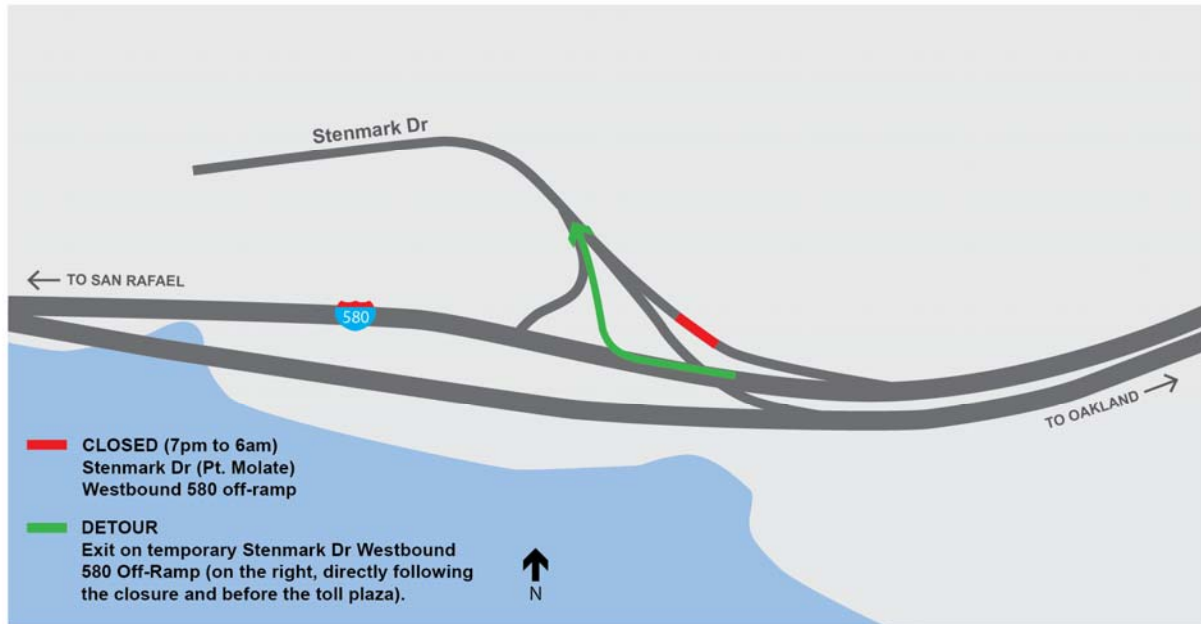 Stenmark Dr
TO SAN RAFAEL
580
TO OAKLAND
CLOSED (7pm to 6am)
Stenmark Dr (Pt. Molate)
Westbound 580 off-ramp
DETOUR
Exit on temporary Stenmark Dr Westbound
580 Off-Ramp (on the right, directly following
the closure and before the toll plaza).
N